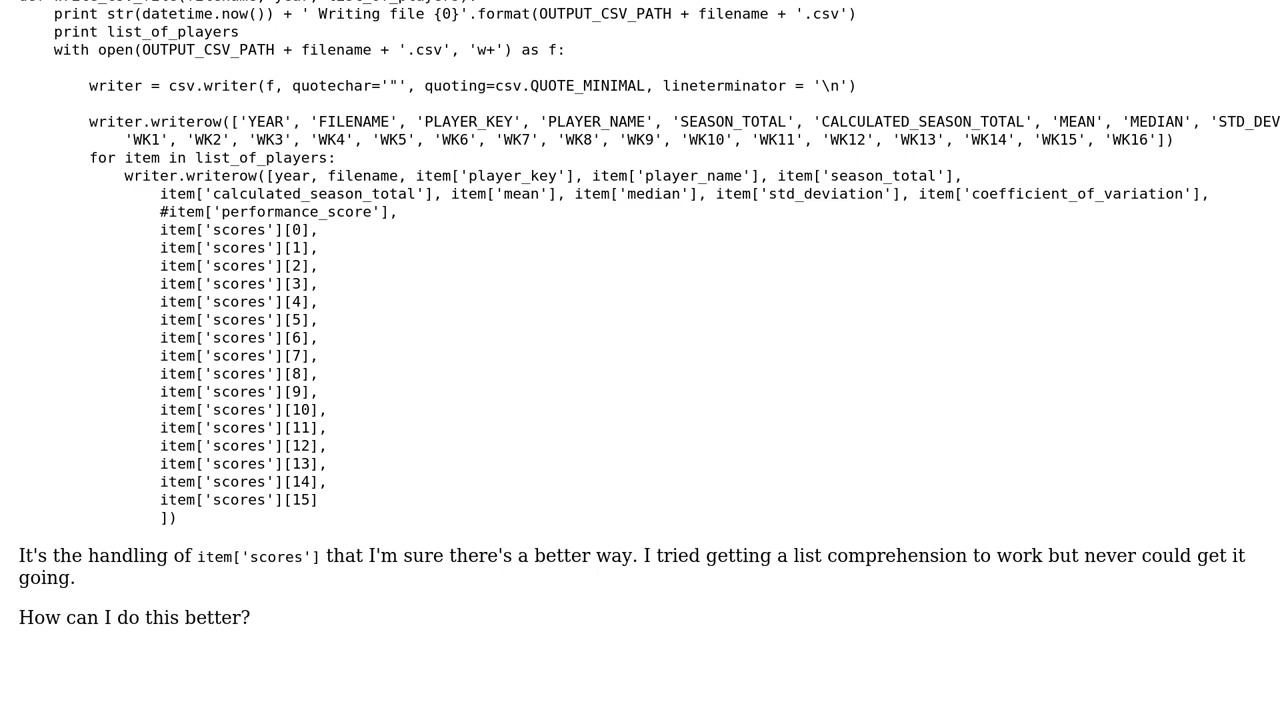 def write_csv_file(filename, year, list_of_players):
    print str(datetime.now()) + ' Writing file {0}'.format(OUTPUT_CSV_PATH + filename + '.csv')
    print list_of_players
    with open(OUTPUT_CSV_PATH + filename + '.csv', 'w+') as f:
        writer = csv.writer(f, quotechar='"', quoting=csv.QUOTE_MINIMAL, lineterminator = '\n')
        writer.writerow(['YEAR', 'FILENAME', 'PLAYER_KEY', 'PLAYER_NAME', 'SEASON_TOTAL', 'CALCULATED_SEASON_TOTAL', 'MEAN', 'MEDIAN', 'STD_DEV
            'WK1', 'WK2', 'WK3', 'WK4', 'WK5', 'WK6', 'WK7', 'WK8', 'WK9', 'WK10', 'WK11', 'WK12', 'WK13', 'WK14', 'WK15', 'WK16'])
        for item in list_of_players:
            writer.writerow([year, filename, item['player_key'], item['player_name'], item['season_total'],
                item['calculated_season_total'], item['mean'], item['median'], item['std_deviation'], item['coefficient_of_variation'],
                #item['performance_score'],
                item['scores'][0],
                item['scores'][1],
                item['scores'][2],
                item['scores'][3],
                item['scores'][4],
                item['scores'][5],
                item['scores'][6],
                item['scores'][7],
                item['scores'][8],
                item['scores'][9],
                item['scores'][10],
                item['scores'][11],
                item['scores'][12],
                item['scores'][13],
                item['scores'][14],
                item['scores'][15]
                ])
It's the handling of item['scores'] that I'm sure there's a better way. I tried getting a list comprehension to work but never could get it
going.
How can I do this better?